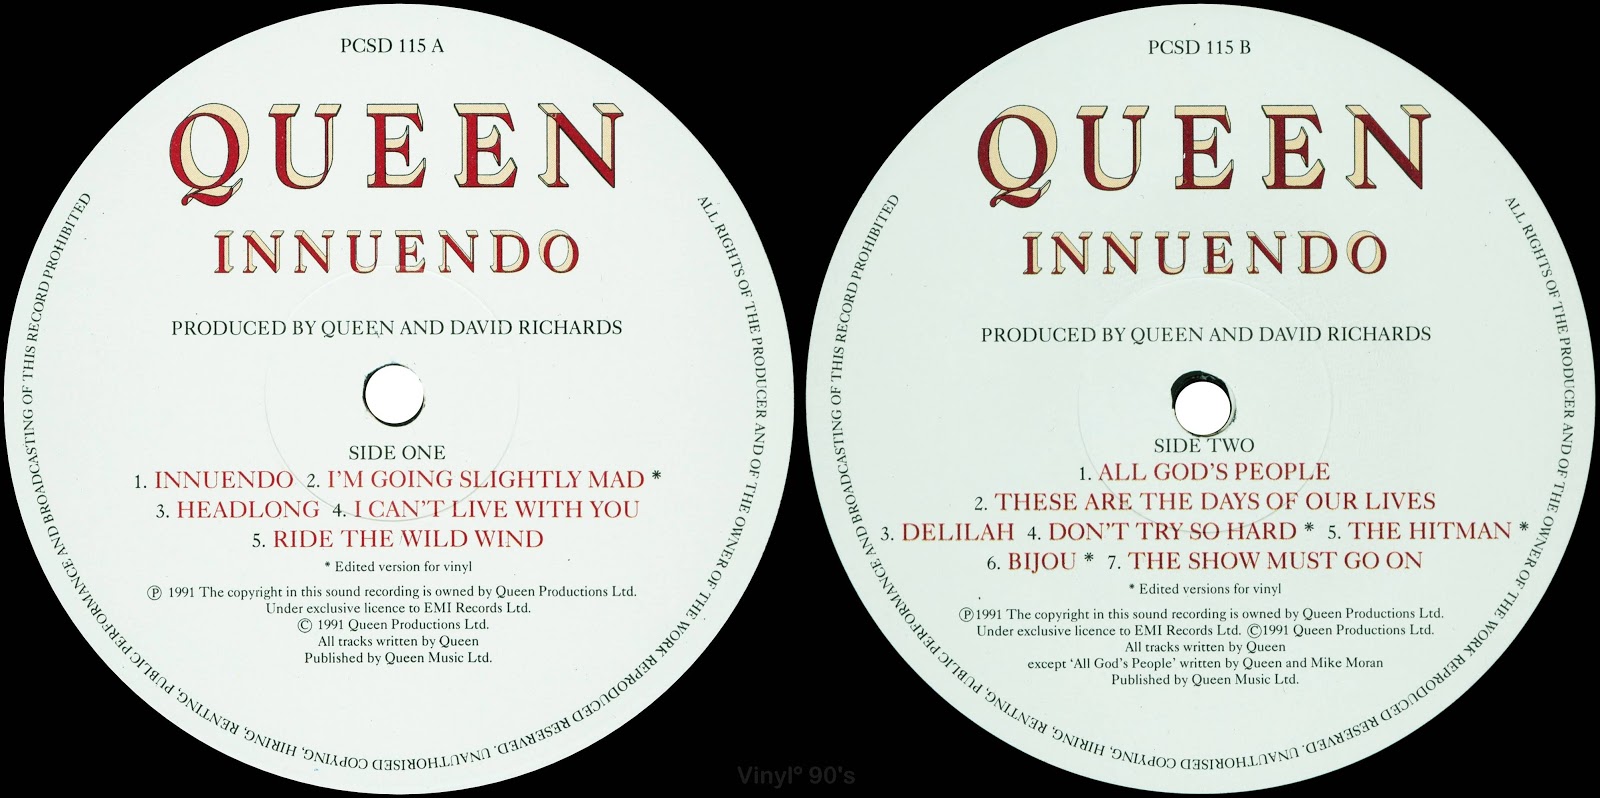 PCSD 115 A
QUEEN
INNUENDO
PRODUCED BY QUEEN AND DAVID RICHARDS
SIDE ONE
1. INNUENDO 2. I'M GOING SLIGHTLY MAD *
3. HEADLONG 4. I CAN'T LIVE WITH YOU
5. RIDE THE WILD WIND
* Edited version for vinyl
℗ 1991 The copyright in this sound recording is owned by Queen Productions Ltd.
Under exclusive licence to EMI Records Ltd.
© 1991 Queen Productions Ltd.
All tracks written by Queen
Published by Queen Music Ltd.
ALL RIGHTS OF THE PRODUCER AND OF THE OWNER OF THE WORK REPRODUCED RESERVED. UNAUTHORISED COPYING, HIRING, RENTING, PUBLIC PERFORMANCE AND BROADCASTING OF THIS RECORD PROHIBITED
PCSD 115 B
QUEEN
INNUENDO
PRODUCED BY QUEEN AND DAVID RICHARDS
SIDE TWO
1. ALL GOD'S PEOPLE
2. THESE ARE THE DAYS OF OUR LIVES
3. DELILAH 4. DON'T TRY SO HARD * 5. THE HITMAN *
6. BIJOU * 7. THE SHOW MUST GO ON
* Edited versions for vinyl
℗1991 The copyright in this sound recording is owned by Queen Productions Ltd.
Under exclusive licence to EMI Records Ltd. ©1991 Queen Productions Ltd.
All tracks written by Queen
except 'All God's People' written by Queen and Mike Moran
Published by Queen Music Ltd.
ALL RIGHTS OF THE PRODUCER AND OF THE OWNER OF THE WORK REPRODUCED RESERVED. UNAUTHORISED COPYING, HIRING, RENTING, PUBLIC PERFORMANCE AND BROADCASTING OF THIS RECORD PROHIBITED
Vinylº 90's